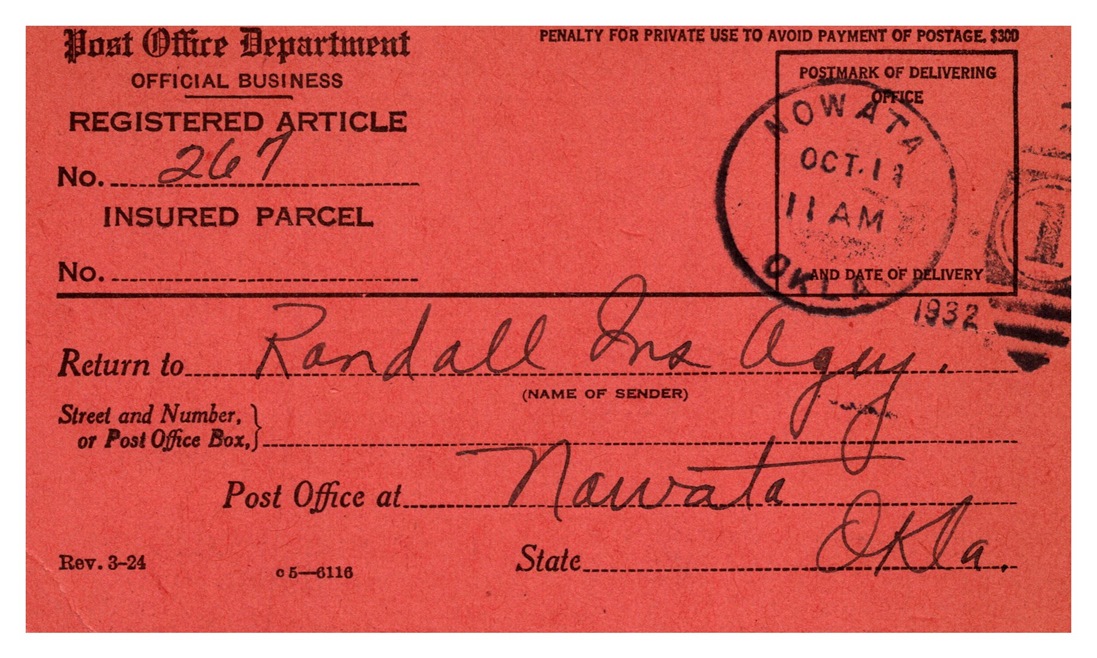 Post Office Department
OFFICIAL BUSINESS
PENALTY FOR PRIVATE USE TO AVOID PAYMENT OF POSTAGE, $300
REGISTERED ARTICLE
No. 267
INSURED PARCEL
No.
POSTMARK OF DELIVERING
OFFICE
AND DATE OF DELIVERY
NOWATA
OCT.
11 AM
OKLA
1932
1
Return to Randall Ins Agcy.
(NAME OF SENDER)
Street and Number,
or Post Office Box,
Post Office at Nowata
State Okla.
Rev. 3-24
c5—6116